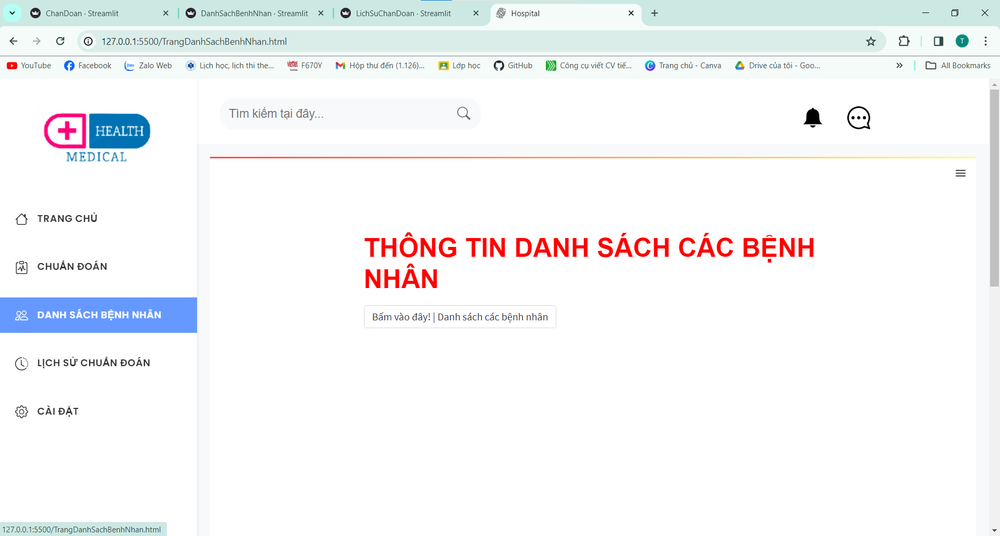 ChanDoan · Streamlit
DanhSachBenhNhan · Streamlit
LichSuChanDoan · Streamlit
Hospital
127.0.0.1:5500/TrangDanhSachBenhNhan.html
T
YouTube
Facebook
Zalo Zalo Web
Lịch học, lịch thi the...
viettel F670Y
Hộp thư đến (1.126)...
Lớp học
GitHub
Công cụ viết CV tiế...
Trang chủ - Canva
Drive của tôi - Goo...
All Bookmarks
HEALTH
MEDICAL
Tìm kiếm tại đây...
TRANG CHỦ
CHUẨN ĐOÁN
DANH SÁCH BỆNH NHÂN
LỊCH SỬ CHUẨN ĐOÁN
CÀI ĐẶT
THÔNG TIN DANH SÁCH CÁC BỆNH
NHÂN
Bấm vào đây! | Danh sách các bệnh nhân
127.0.0.1:5500/TrangDanhSachBenhNhan.html